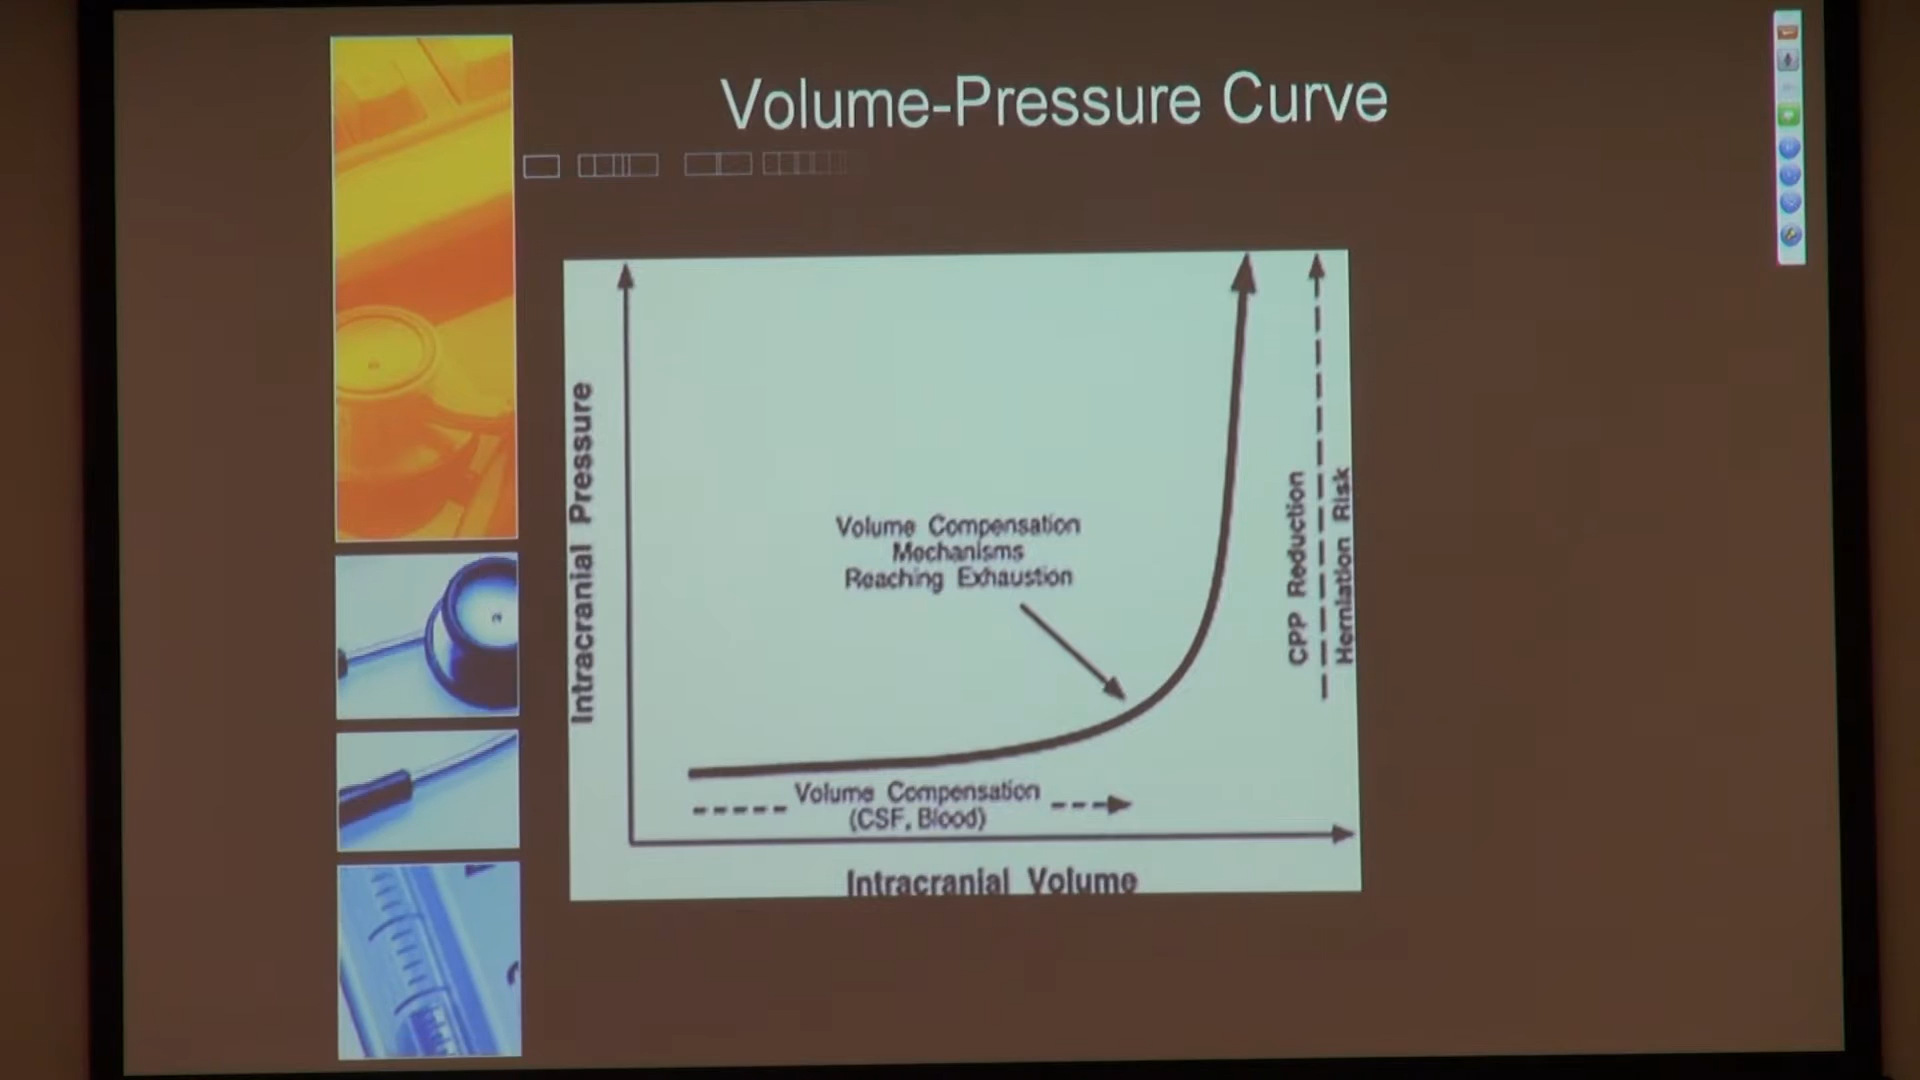 Volume-Pressure Curve
Intracranial Pressure
Volume Compensation
Mechanisms
Reaching Exhaustion
CPP Reduction
Herniation Risk
Volume Compensation
(CSF, Blood)
Intracranial Volume